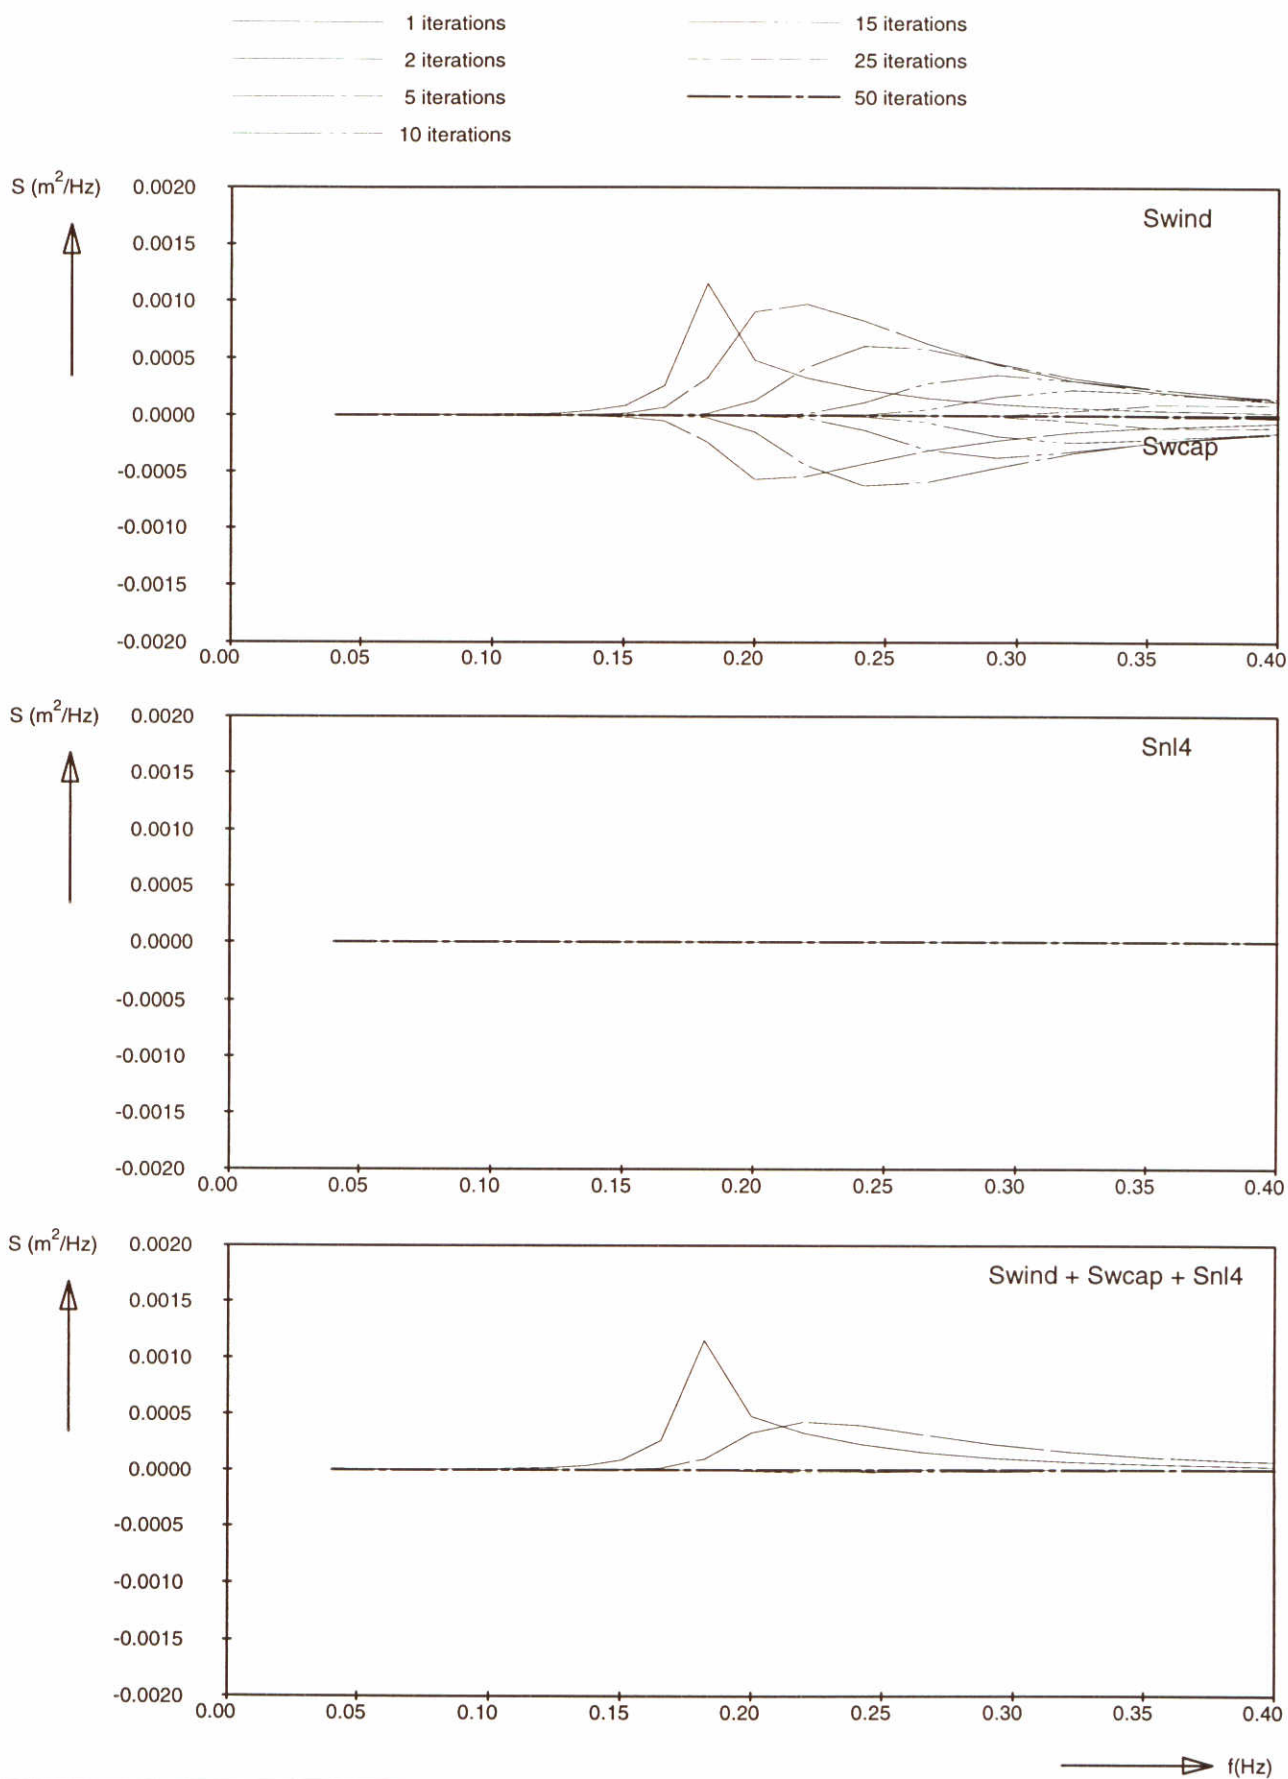 1 iterations
2 iterations
5 iterations
10 iterations
15 iterations
25 iterations
50 iterations
S (m²/Hz)
0.0020
0.0015
0.0010
0.0005
0.0000
-0.0005
-0.0010
-0.0015
-0.0020
Swind
Swcap
0.00 0.05 0.10 0.15 0.20 0.25 0.30 0.35 0.40
S (m²/Hz)
0.0020
0.0015
0.0010
0.0005
0.0000
-0.0005
-0.0010
-0.0015
-0.0020
Snl4
0.00 0.05 0.10 0.15 0.20 0.25 0.30 0.35 0.40
S (m²/Hz)
0.0020
0.0015
0.0010
0.0005
0.0000
-0.0005
-0.0010
-0.0015
-0.0020
Swind + Swcap + Snl4
0.00 0.05 0.10 0.15 0.20 0.25 0.30 0.35 0.40
f(Hz)